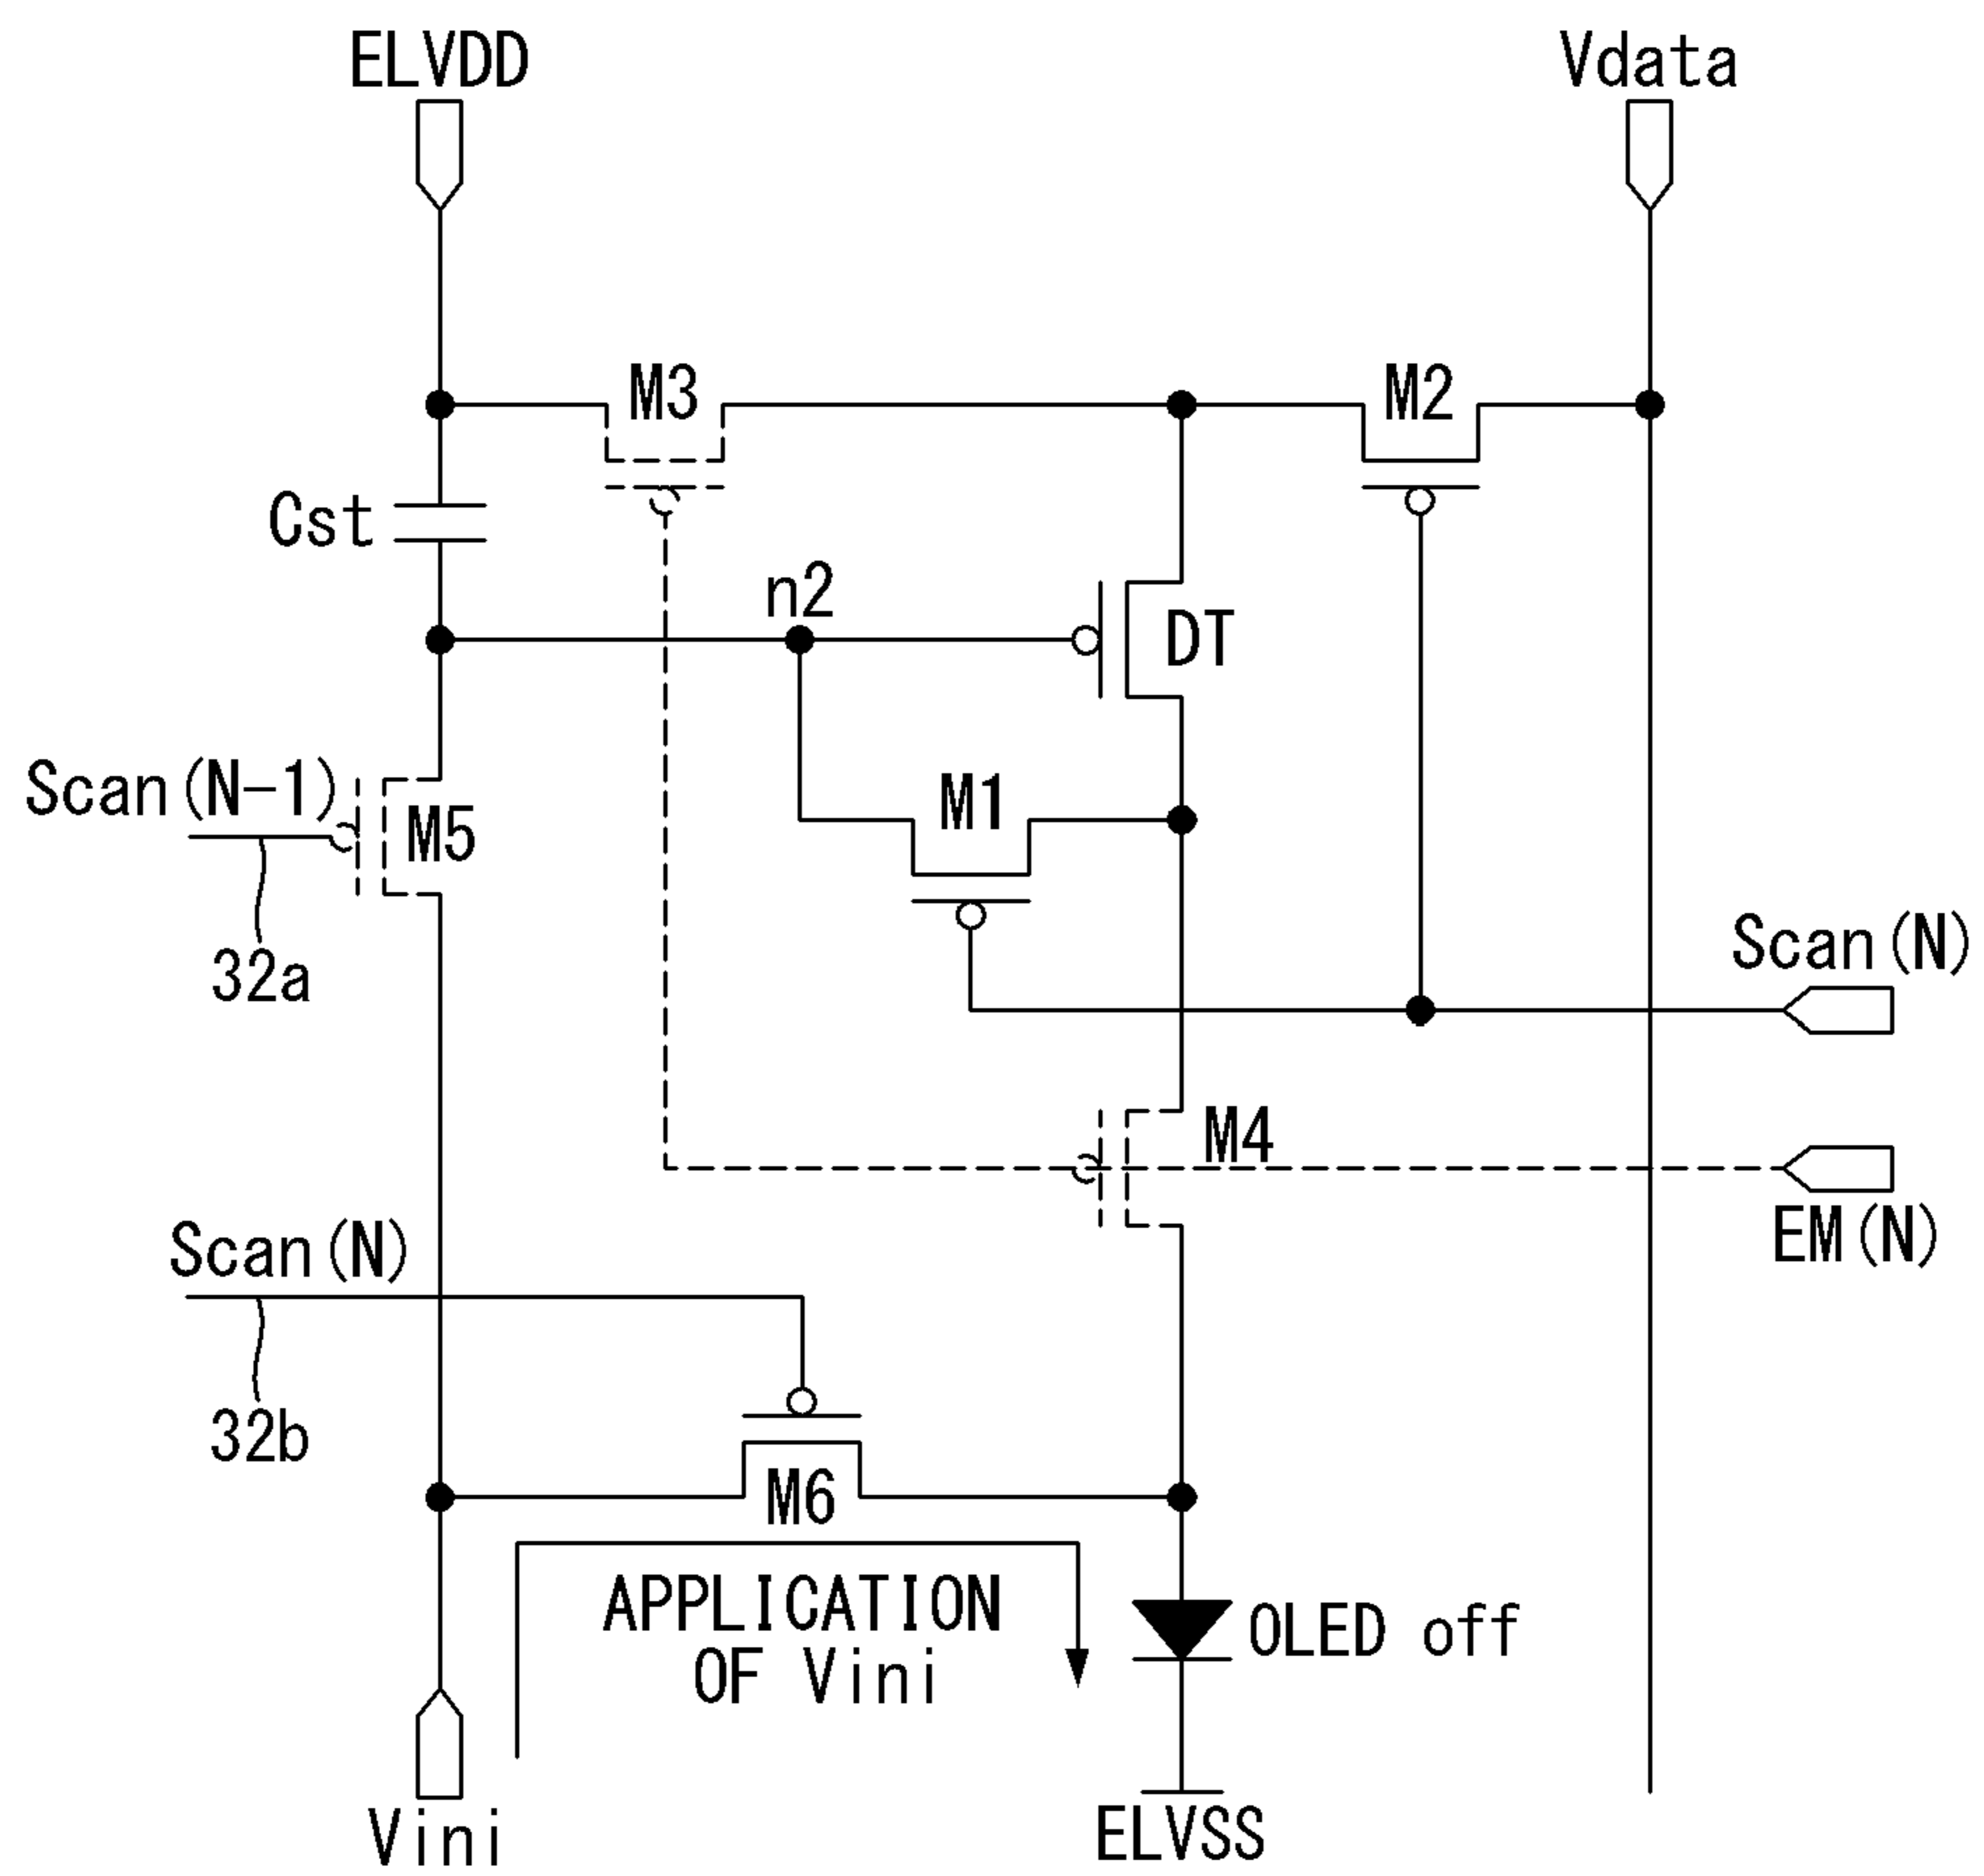 ELVDD
Vdata
M3
M2
Cst
n2
DT
Scan(N-1)
M5
M1
32a
Scan(N)
M4
EM(N)
Scan(N)
32b
M6
APPLICATION
OF Vini
OLED off
Vini
ELVSS